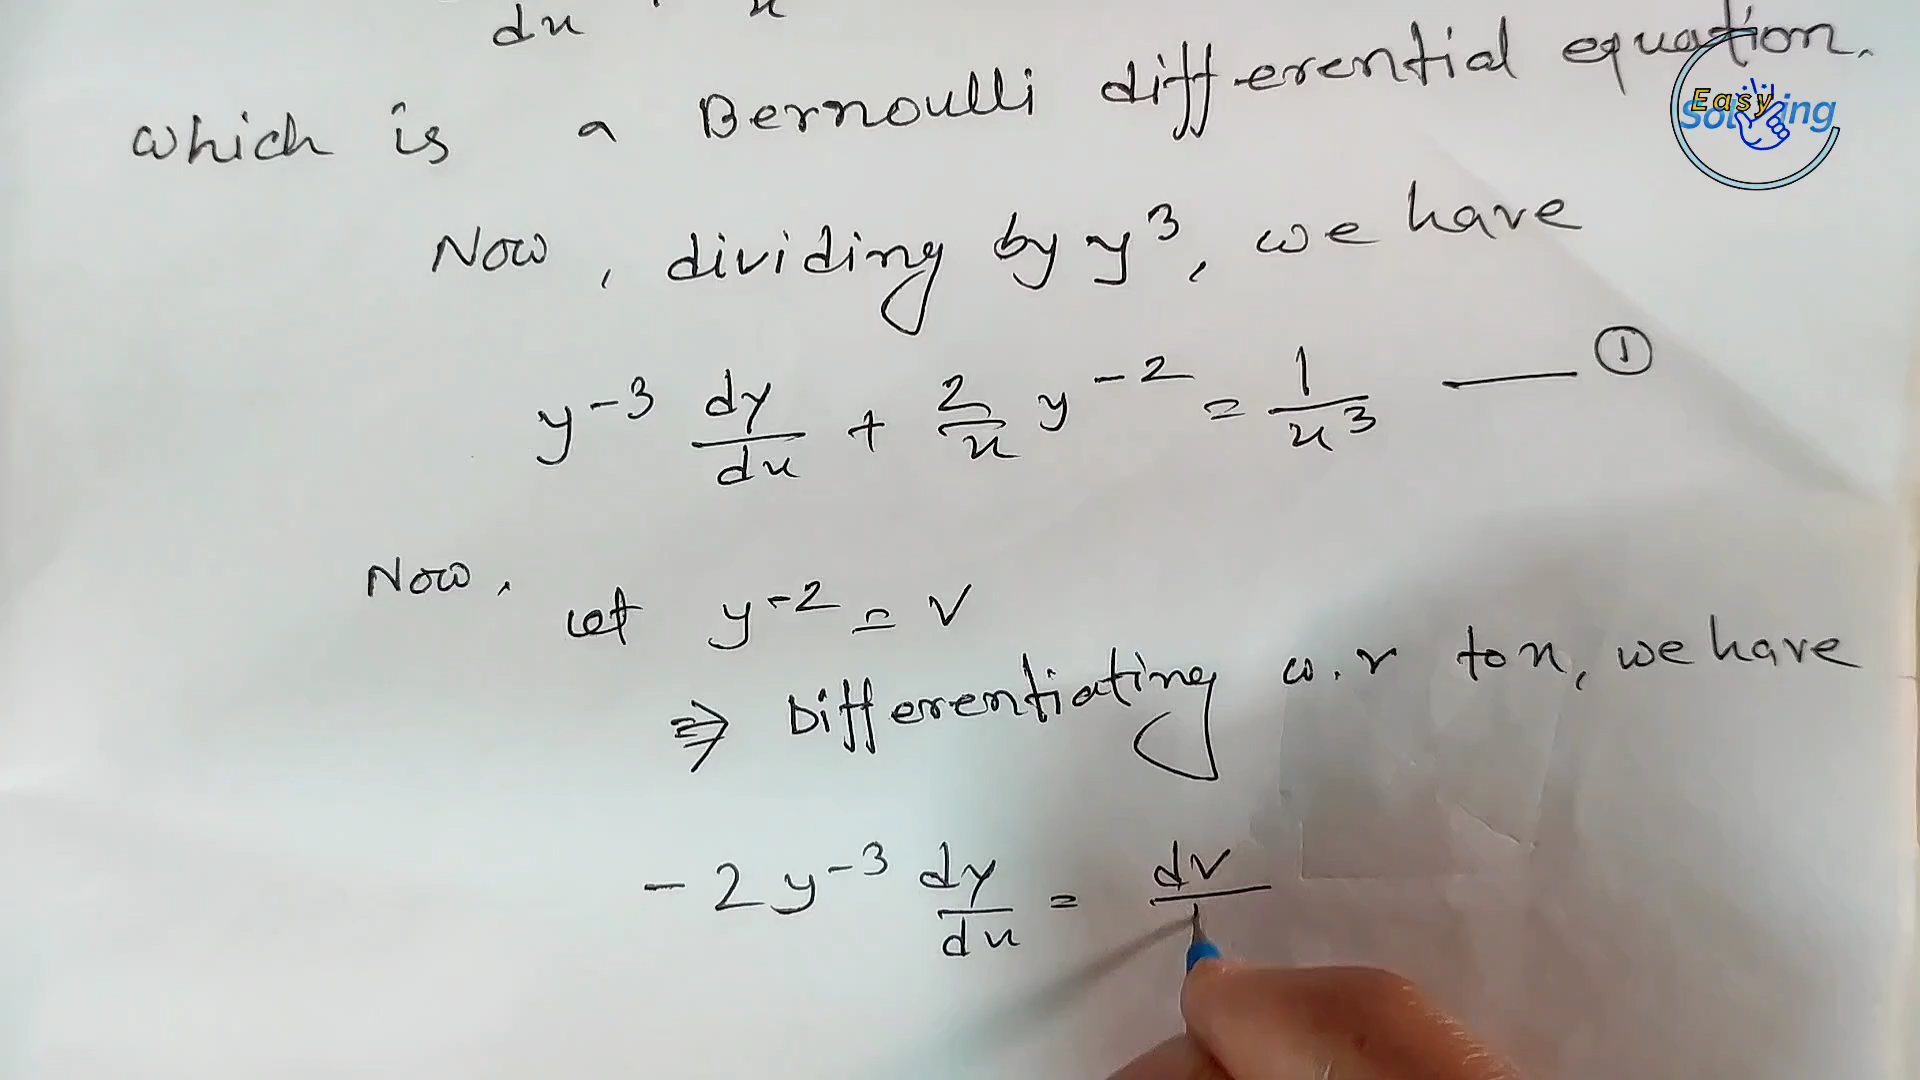 du x
which is a Bernoulli differential equation.
Easy
Solving
Now, dividing by y³, we have
y⁻³ dy/dx + 2/x y⁻² = 1/x³ —— ①
Now, let y⁻² = v
⇒ Differentiating w.r to x, we have
-2y⁻³ dy/dx = dv/